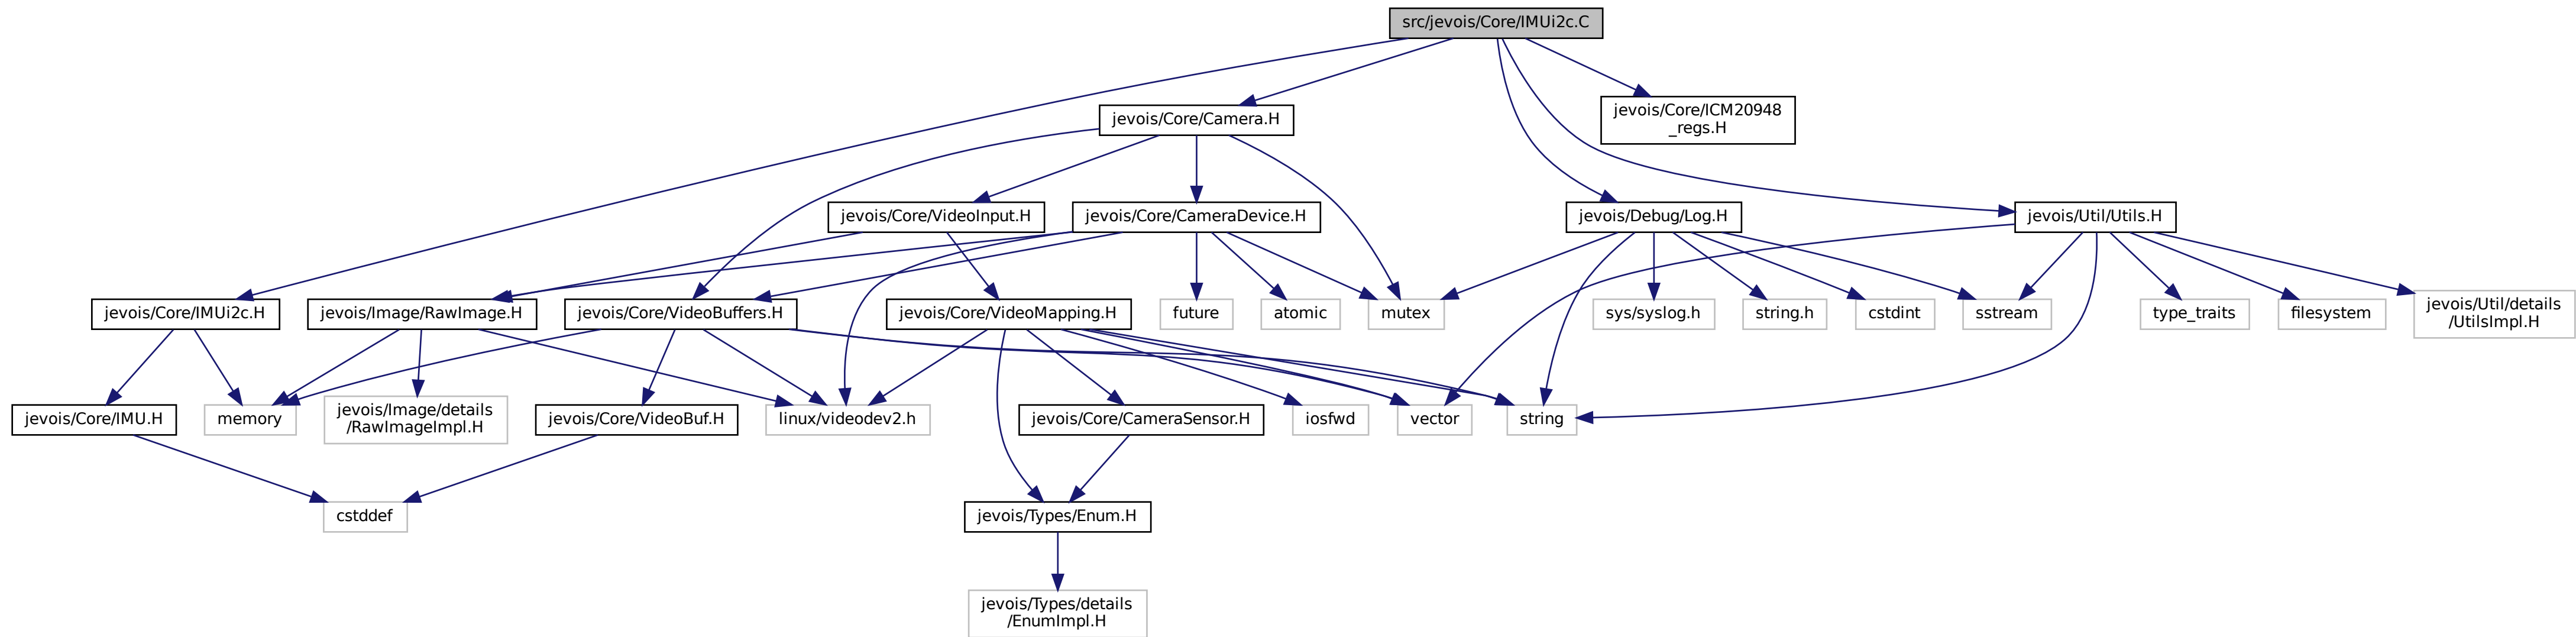 src/jevois/Core/IMUi2c.C
jevois/Core/Camera.H
jevois/Core/ICM20948
_regs.H
jevois/Core/VideoInput.H
jevois/Core/CameraDevice.H
jevois/Debug/Log.H
jevois/Util/Utils.H
jevois/Core/IMUi2c.H
jevois/Image/RawImage.H
jevois/Core/VideoBuffers.H
jevois/Core/VideoMapping.H
future
atomic
mutex
sys/syslog.h
string.h
cstdint
sstream
type_traits
filesystem
jevois/Util/details
/UtilsImpl.H
jevois/Core/IMU.H
memory
jevois/Image/details
/RawImageImpl.H
jevois/Core/VideoBuf.H
linux/videodev2.h
jevois/Core/CameraSensor.H
iosfwd
vector
string
cstddef
jevois/Types/Enum.H
jevois/Types/details
/EnumImpl.H